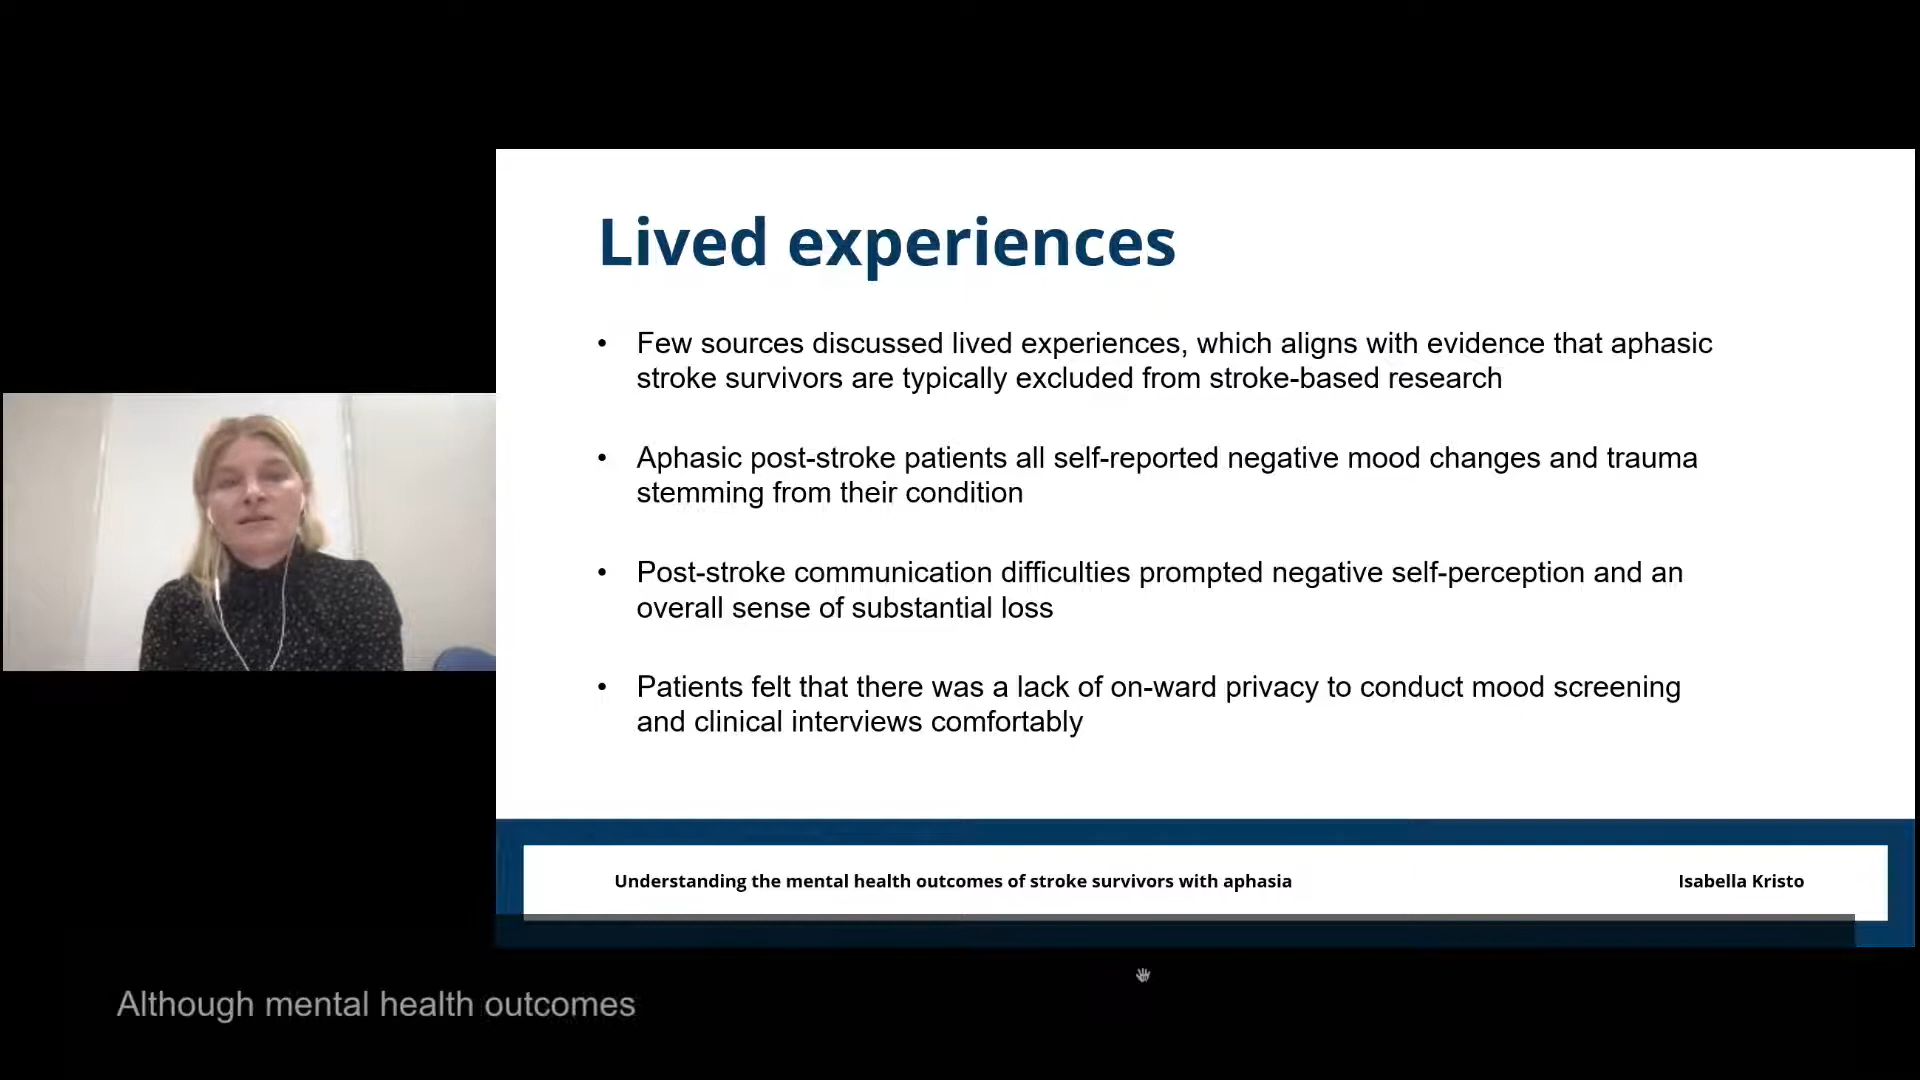 Lived experiences
• Few sources discussed lived experiences, which aligns with evidence that aphasic
stroke survivors are typically excluded from stroke-based research
• Aphasic post-stroke patients all self-reported negative mood changes and trauma
stemming from their condition
• Post-stroke communication difficulties prompted negative self-perception and an
overall sense of substantial loss
• Patients felt that there was a lack of on-ward privacy to conduct mood screening
and clinical interviews comfortably
Understanding the mental health outcomes of stroke survivors with aphasia
Isabella Kristo
Although mental health outcomes